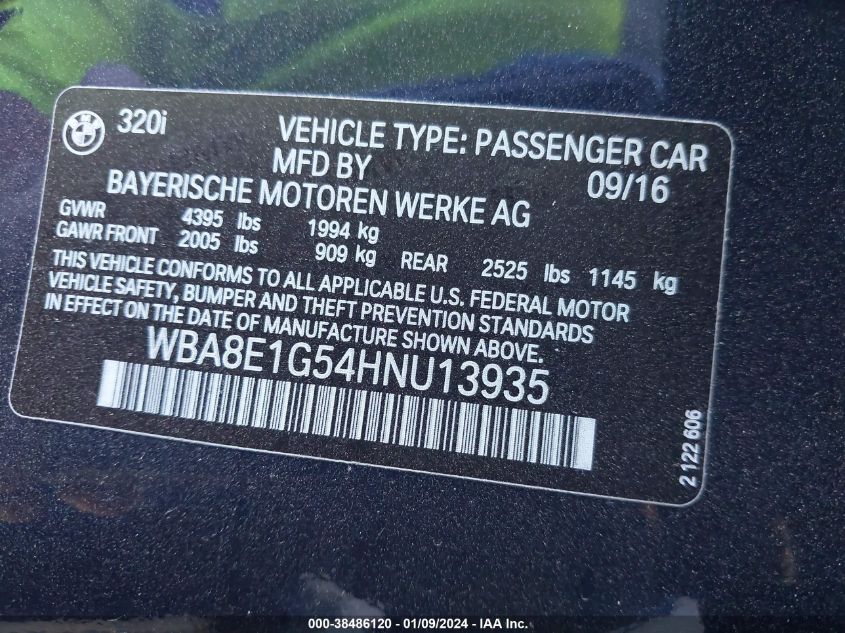 320i VEHICLE TYPE: PASSENGER CAR
MFD BY 09/16
BAYERISCHE MOTOREN WERKE AG
GVWR 4395 lbs 1994 kg
GAWR FRONT 2005 lbs 909 kg REAR 2525 lbs 1145 kg
THIS VEHICLE CONFORMS TO ALL APPLICABLE U.S. FEDERAL MOTOR
VEHICLE SAFETY, BUMPER AND THEFT PREVENTION STANDARDS
IN EFFECT ON THE DATE OF MANUFACTURE SHOWN ABOVE.
WBA8E1G54HNU13935
2 122 606
000-38486120 - 01/09/2024 - IAA Inc.